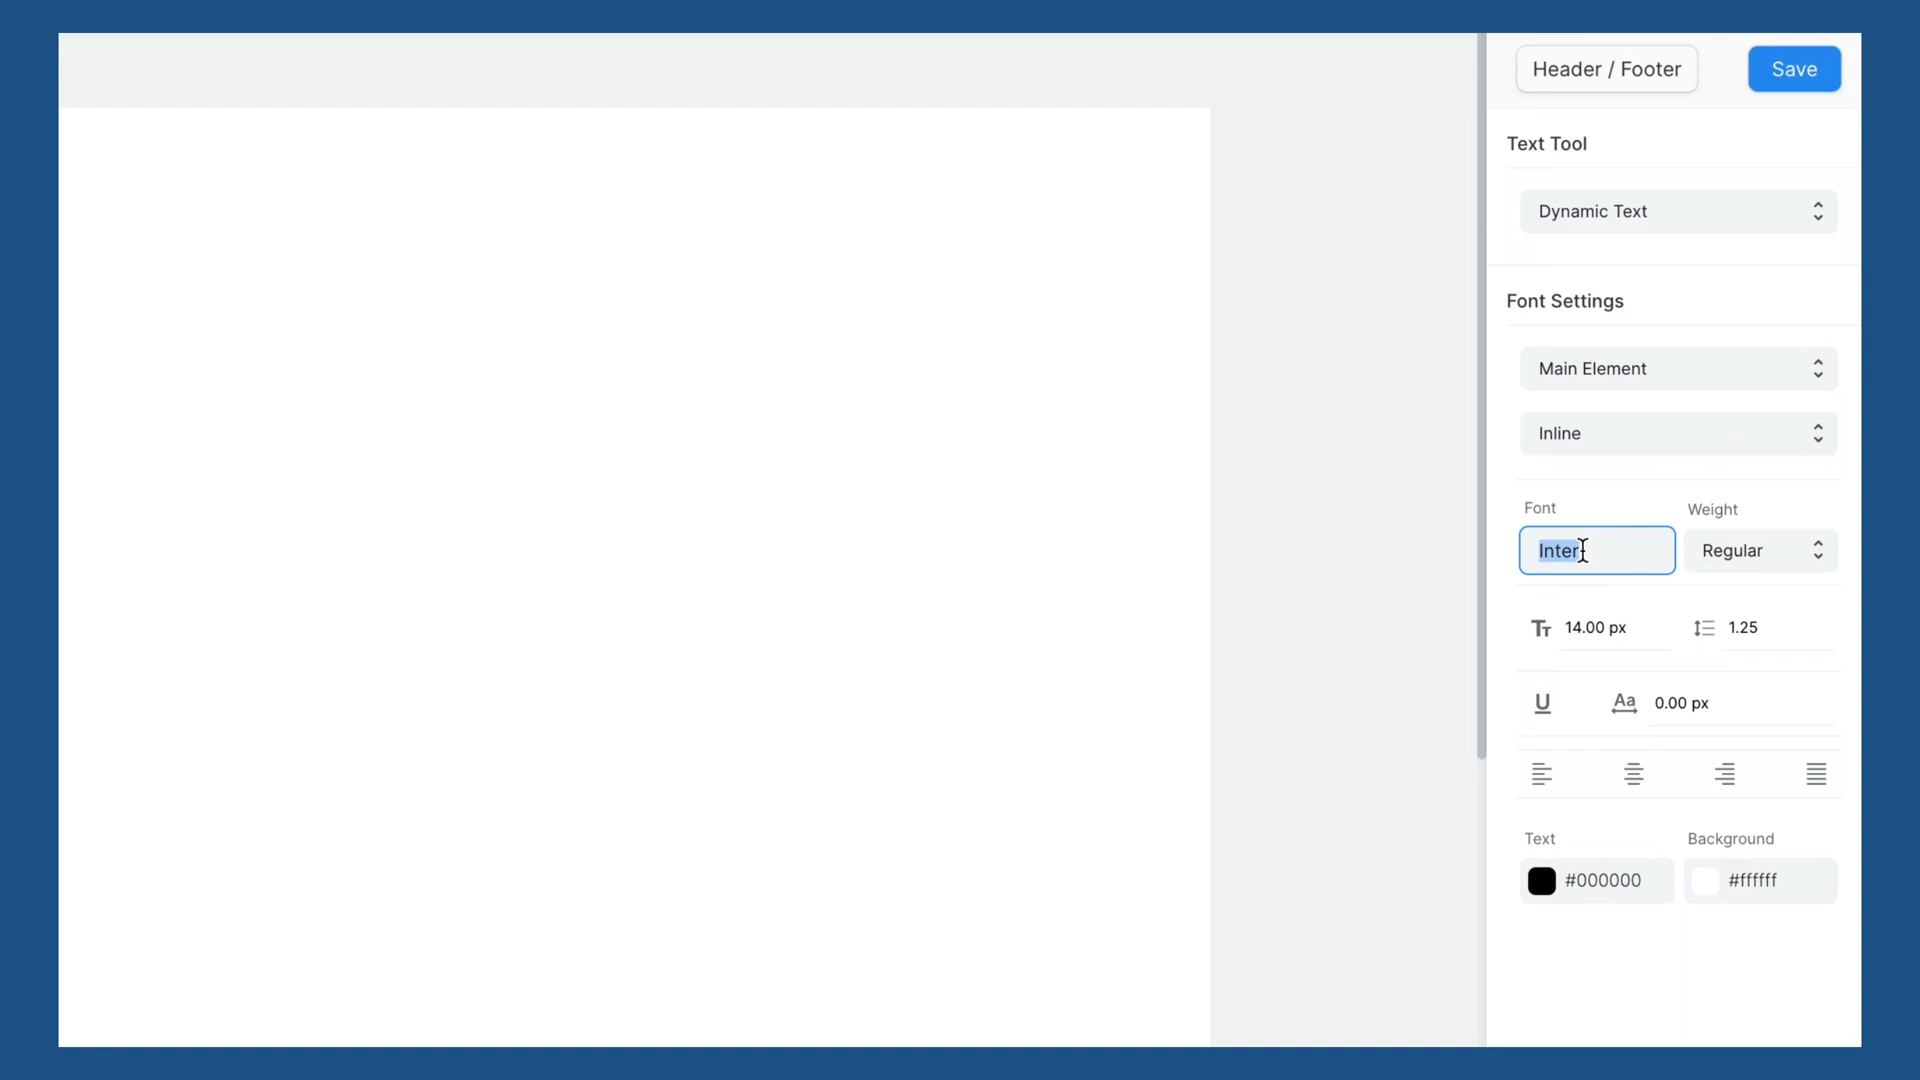 Header / Footer
Save
Text Tool
Dynamic Text
Font Settings
Main Element
Inline
Font
Weight
Inter
Regular
14.00 px
1.25
U
Aa
0.00 px
Text
Background
#000000
#ffffff